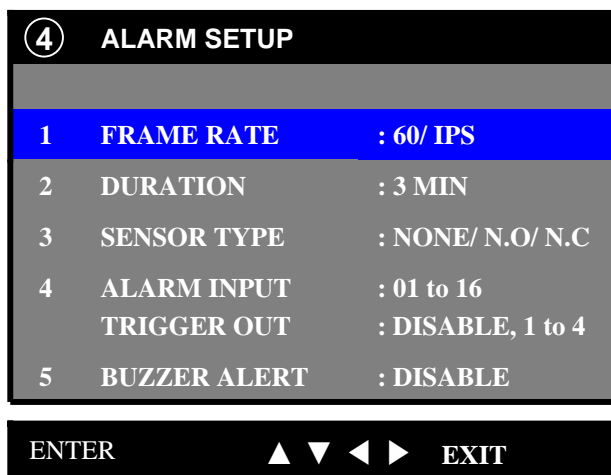 ④ ALARM SETUP
1 FRAME RATE : 60/ IPS
2 DURATION : 3 MIN
3 SENSOR TYPE : NONE/ N.O/ N.C
4 ALARM INPUT : 01 to 16
TRIGGER OUT : DISABLE, 1 to 4
5 BUZZER ALERT : DISABLE
ENTER ▲ ▼ ◀ ▶ EXIT